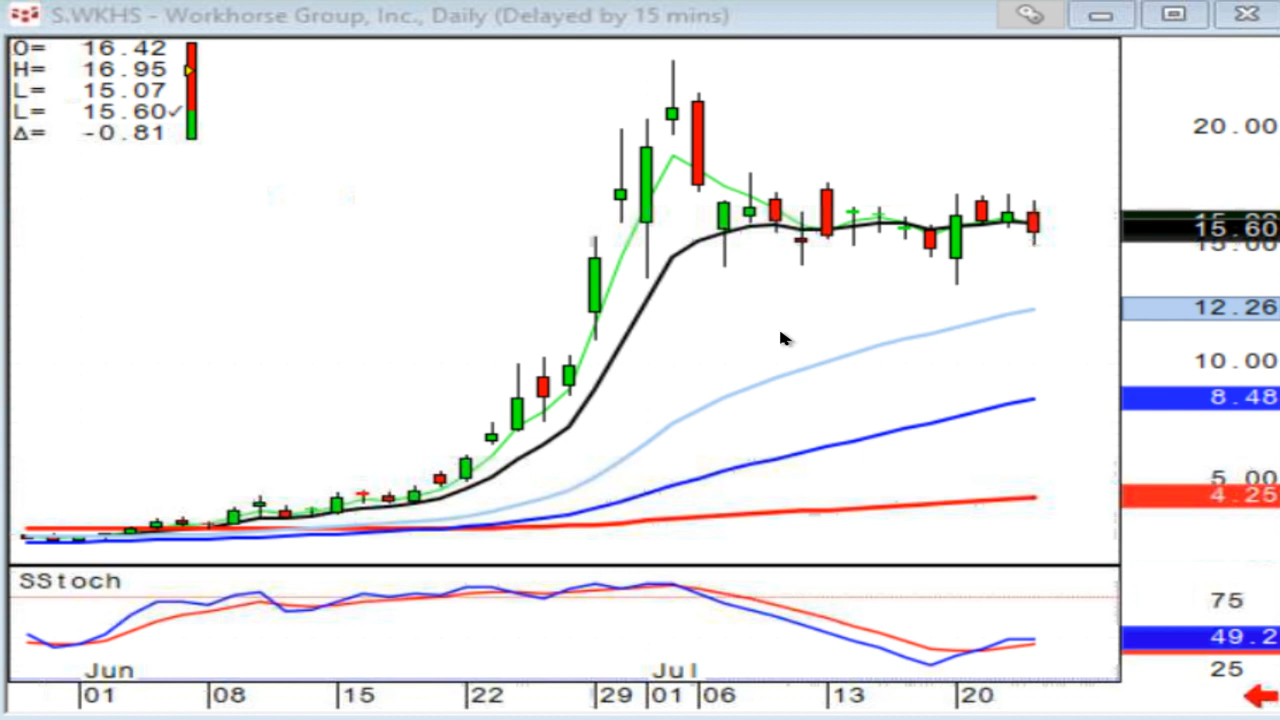 S.WKHS - Workhorse Group, Inc., Daily (Delayed by 15 mins)
O= 16.42
H= 16.95
L= 15.07
L= 15.60✓
Δ= -0.81
20.00
15.60
15.00
12.26
10.00
8.48
5.00
4.25
SStoch
75
49.2
25
Jun Jul
01 08 15 22 29 01 06 13 20